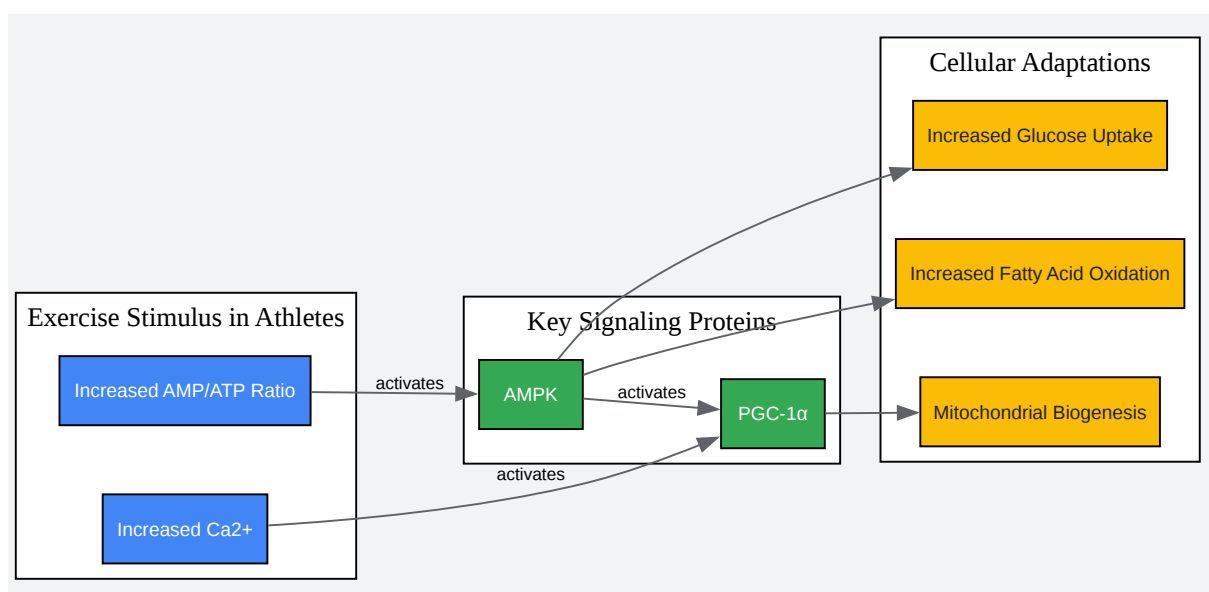 Exercise Stimulus in Athletes
Increased AMP/ATP Ratio
Increased Ca2+
activates
activates
Key Signaling Proteins
AMPK
activates
PGC-1α
Cellular Adaptations
Increased Glucose Uptake
Increased Fatty Acid Oxidation
Mitochondrial Biogenesis